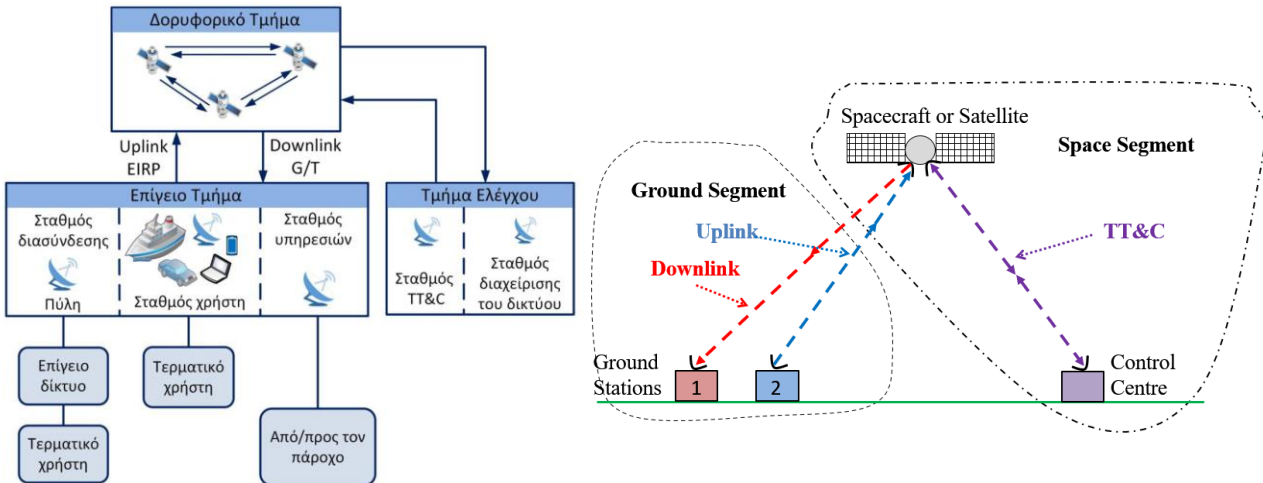 Δορυφορικό Τμήμα
Uplink
EIRP
Downlink
G/T
Επίγειο Τμήμα
Σταθμός
διασύνδεσης
Πύλη
Σταθμός χρήστη
Σταθμός
υπηρεσιών
Τμήμα Ελέγχου
Σταθμός
TT&C
Σταθμός
διαχείρισης
του δικτύου
Επίγειο
δίκτυο
Τερματικό
χρήστη
Τερματικό
χρήστη
Από/προς τον
πάροχο
Spacecraft or Satellite
Space Segment
Ground Segment
Uplink
Downlink
TT&C
Ground
Stations
1
2
Control
Centre